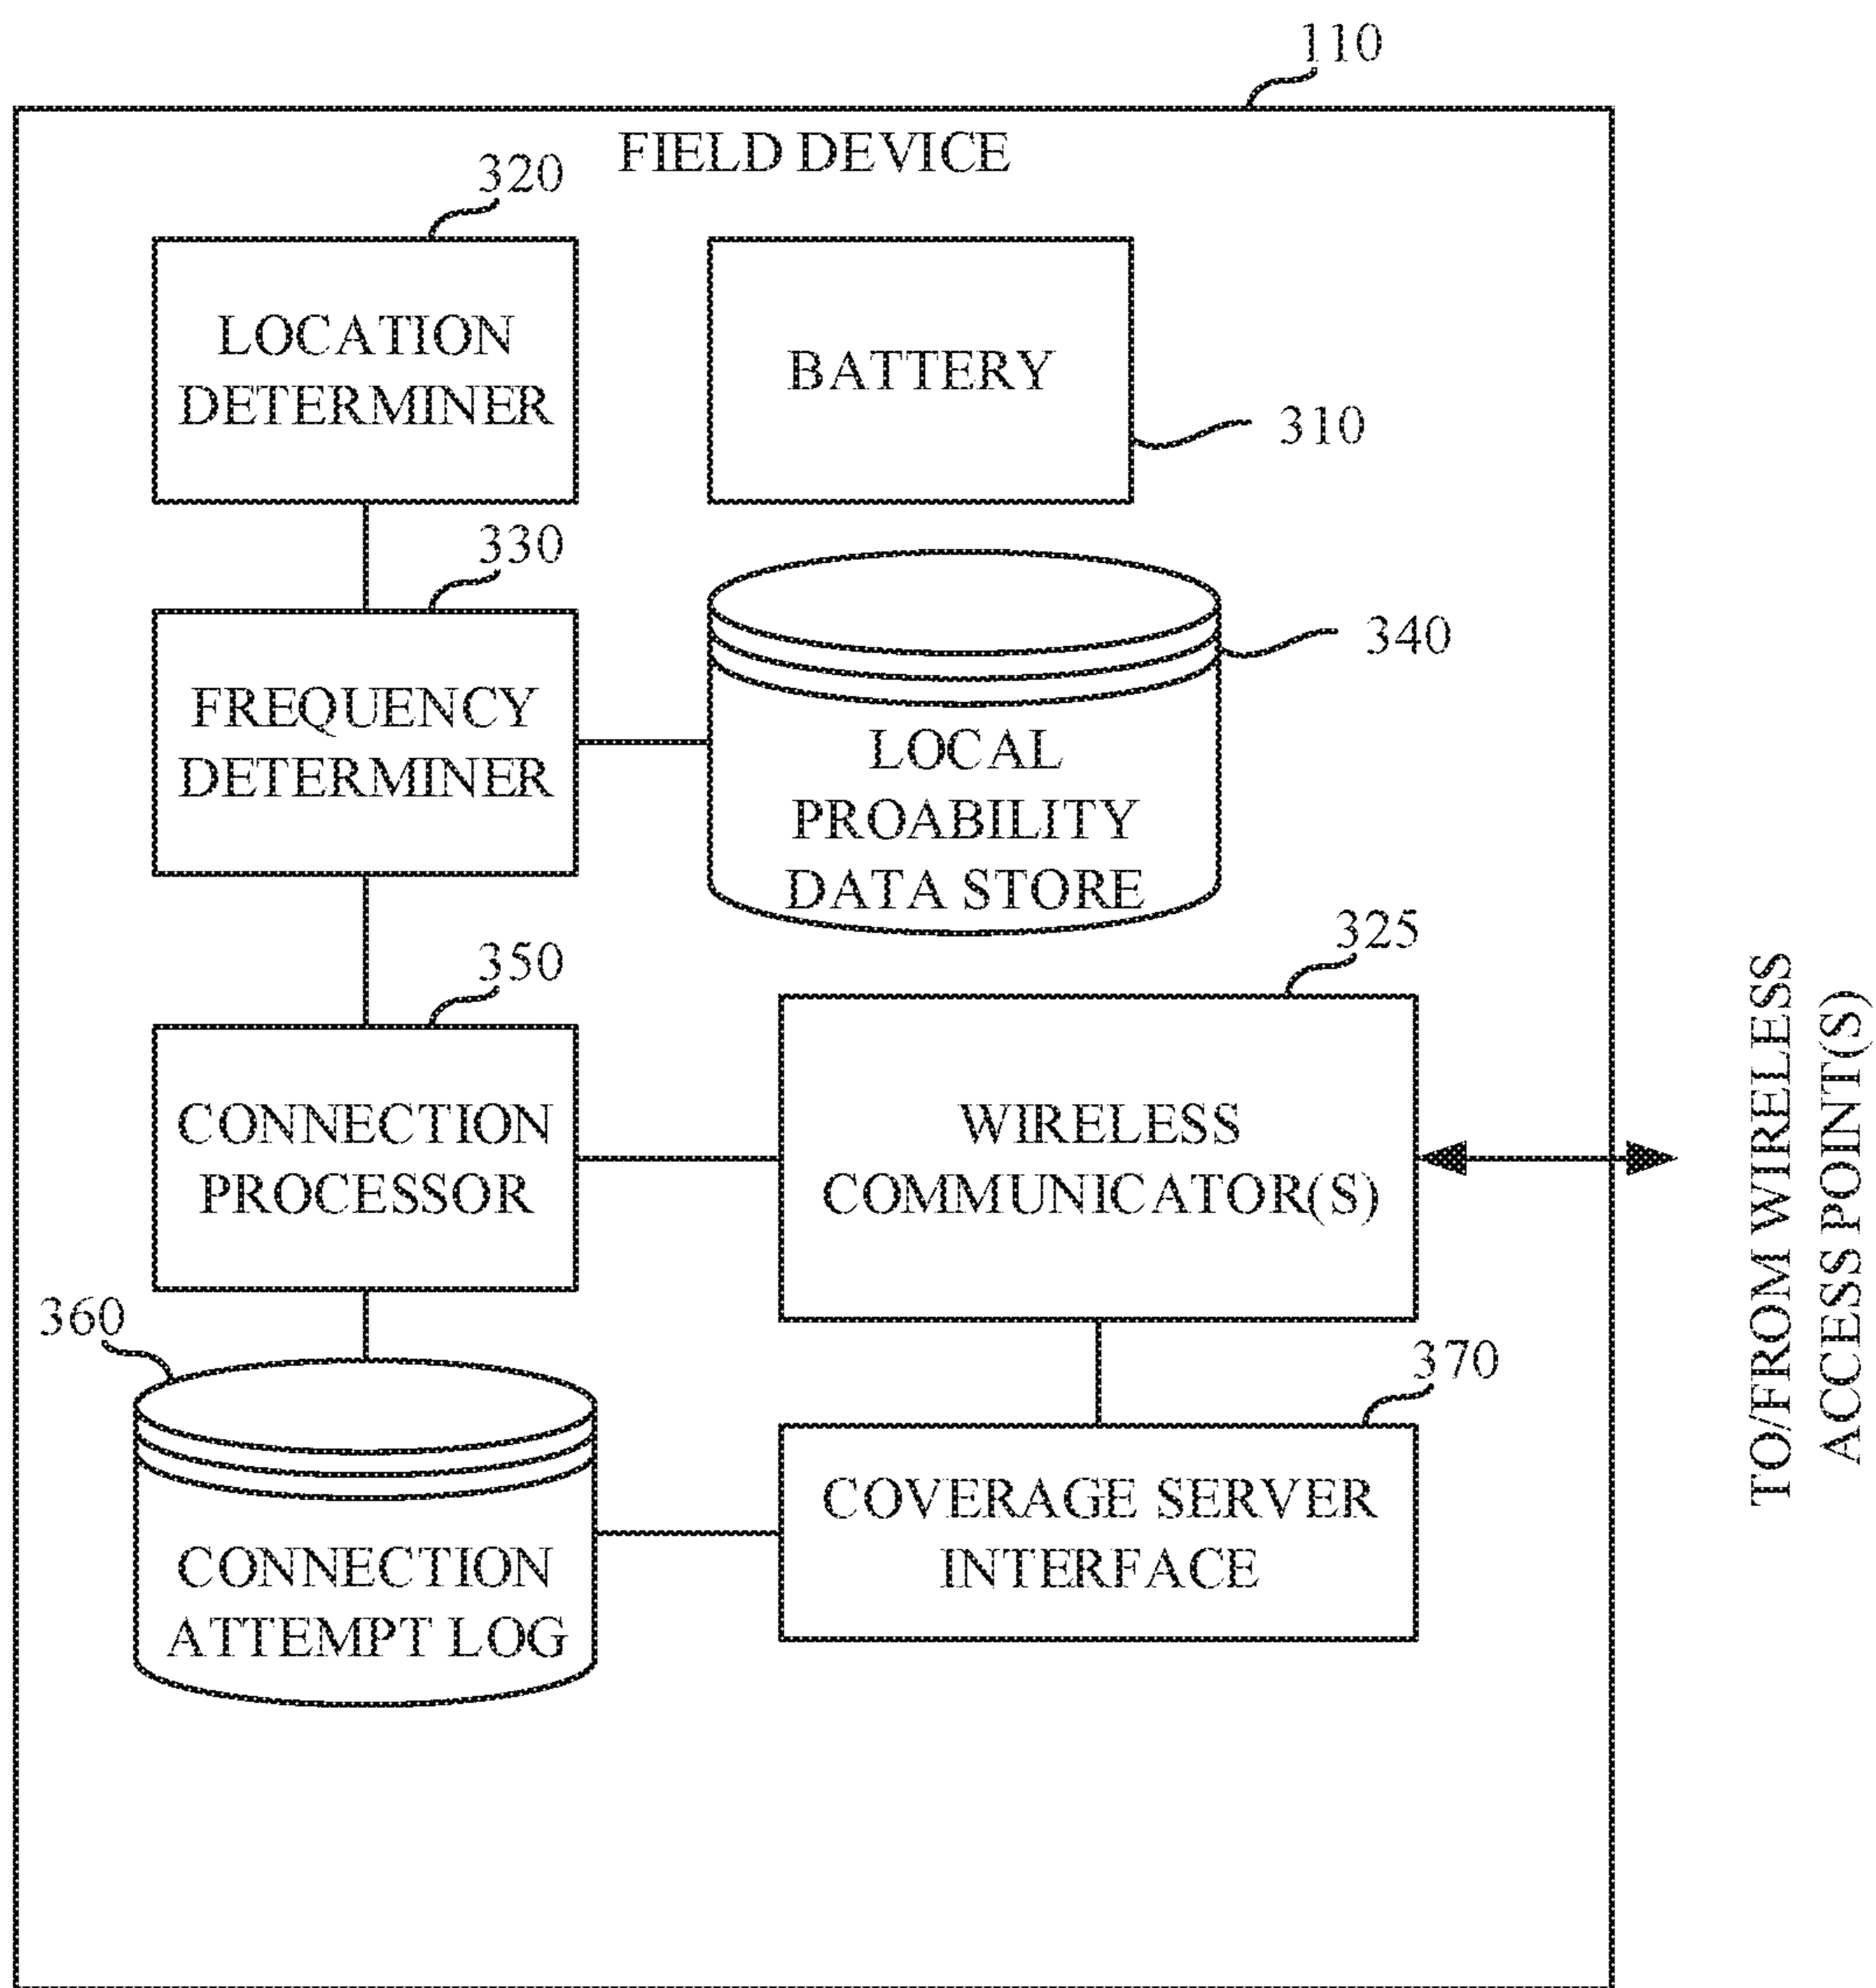 110
FIELD DEVICE
320
LOCATION
DETERMINER
BATTERY
310
330
FREQUENCY
DETERMINER
340
LOCAL
PROABILITY
DATA STORE
350
CONNECTION
PROCESSOR
325
WIRELESS
COMMUNICATOR(S)
TO/FROM WIRELESS
ACCESS POINT(S)
360
CONNECTION
ATTEMPT LOG
370
COVERAGE SERVER
INTERFACE